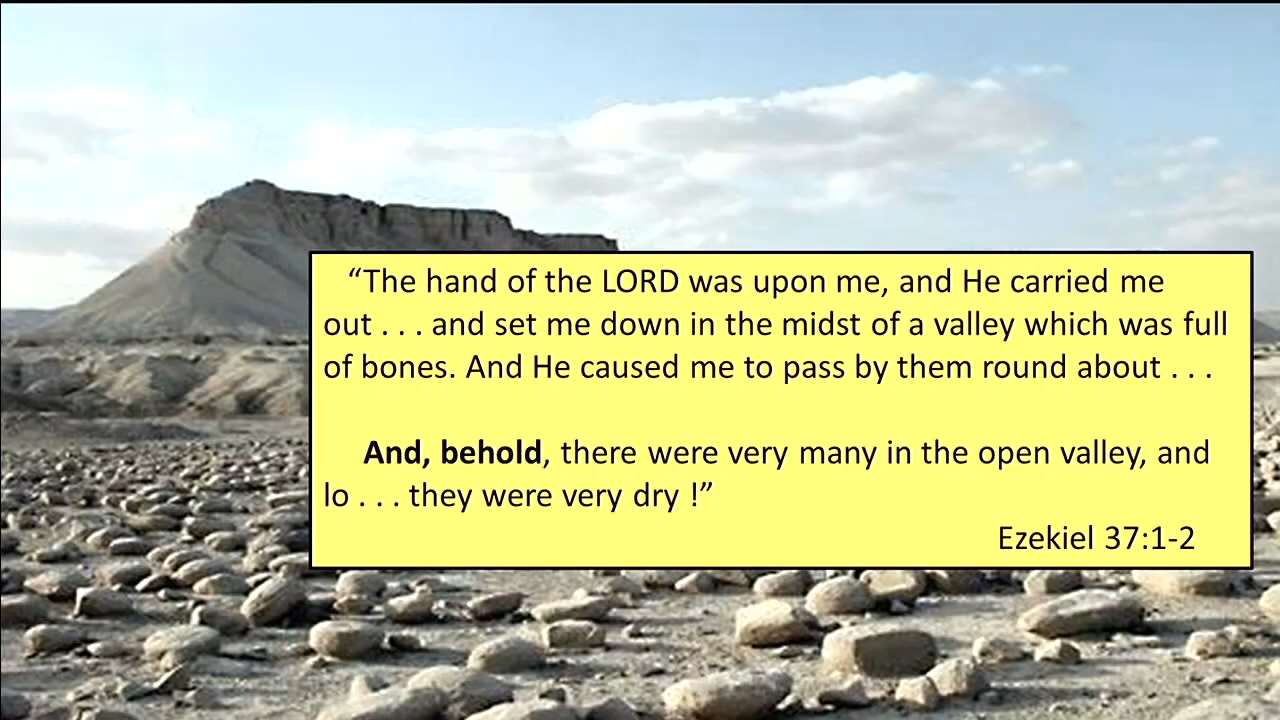 “The hand of the LORD was upon me, and He carried me
out . . . and set me down in the midst of a valley which was full
of bones. And He caused me to pass by them round about . . .
And, behold, there were very many in the open valley, and
lo . . . they were very dry !”
Ezekiel 37:1-2